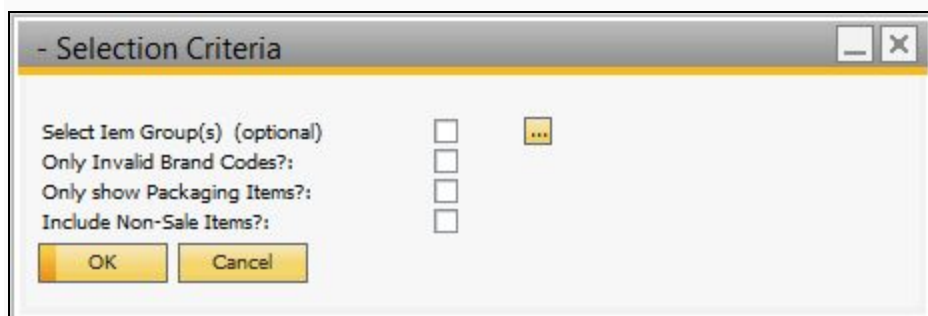 - Selection Criteria
Select Iem Group(s) (optional) ...
Only Invalid Brand Codes?:
Only show Packaging Items?:
Include Non-Sale Items?:
OK Cancel